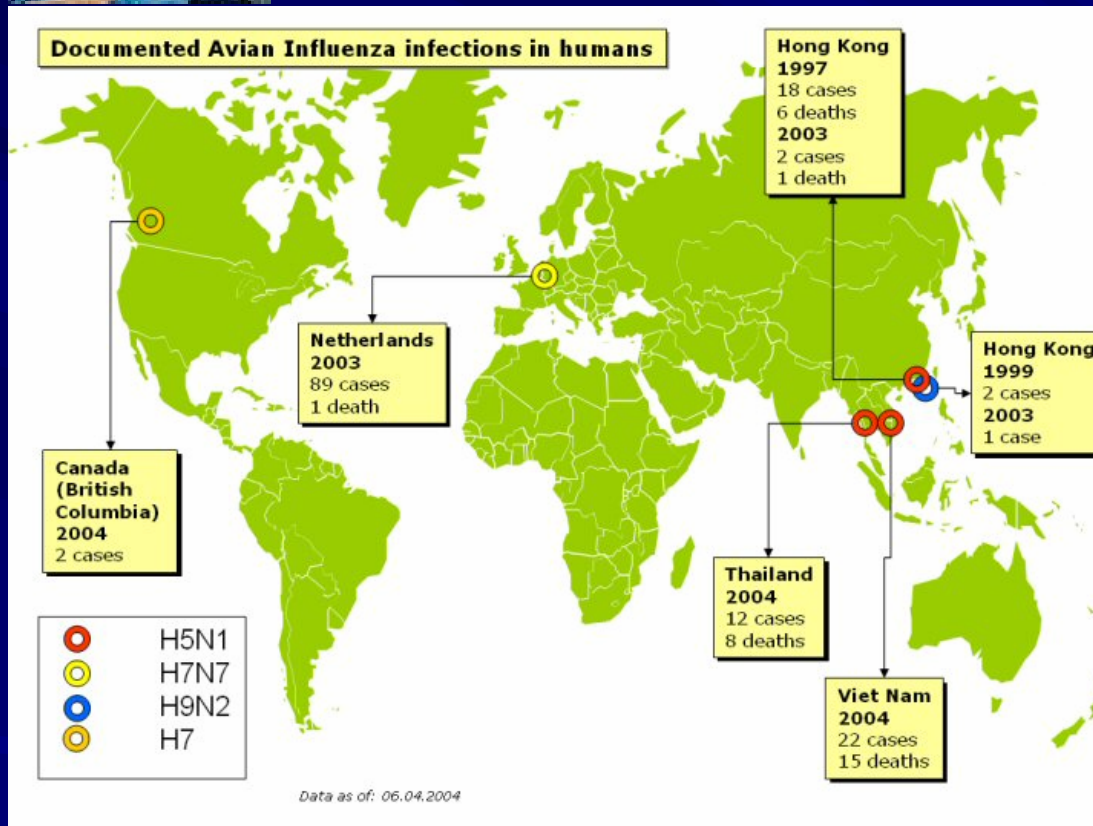 Documented Avian Influenza infections in humans
Hong Kong
1997
18 cases
6 deaths
2003
2 cases
1 death
Netherlands
2003
89 cases
1 death
Hong Kong
1999
2 cases
2003
1 case
Canada
(British
Columbia)
2004
2 cases
Thailand
2004
12 cases
8 deaths
Viet Nam
2004
22 cases
15 deaths
H5N1
H7N7
H9N2
H7
Data as of: 06.04.2004